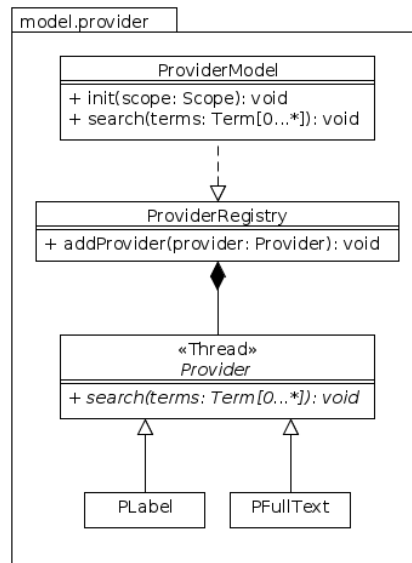 model.provider
ProviderModel
+ init(scope: Scope): void
+ search(terms: Term[0...*]): void
ProviderRegistry
+ addProvider(provider: Provider): void
«Thread»
Provider
+ search(terms: Term[0...*]): void
PLabel
PFullText